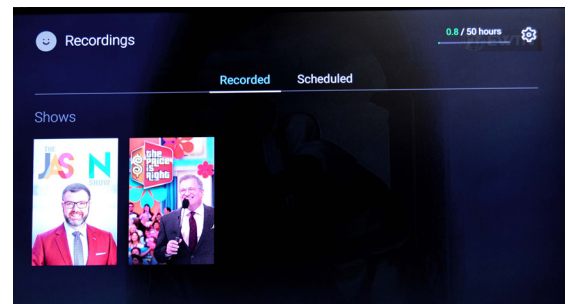 Recordings
0.8 / 50 hours
Recorded Scheduled
Shows
THE
JAS N
SHOW
the
PRICE
is
Right